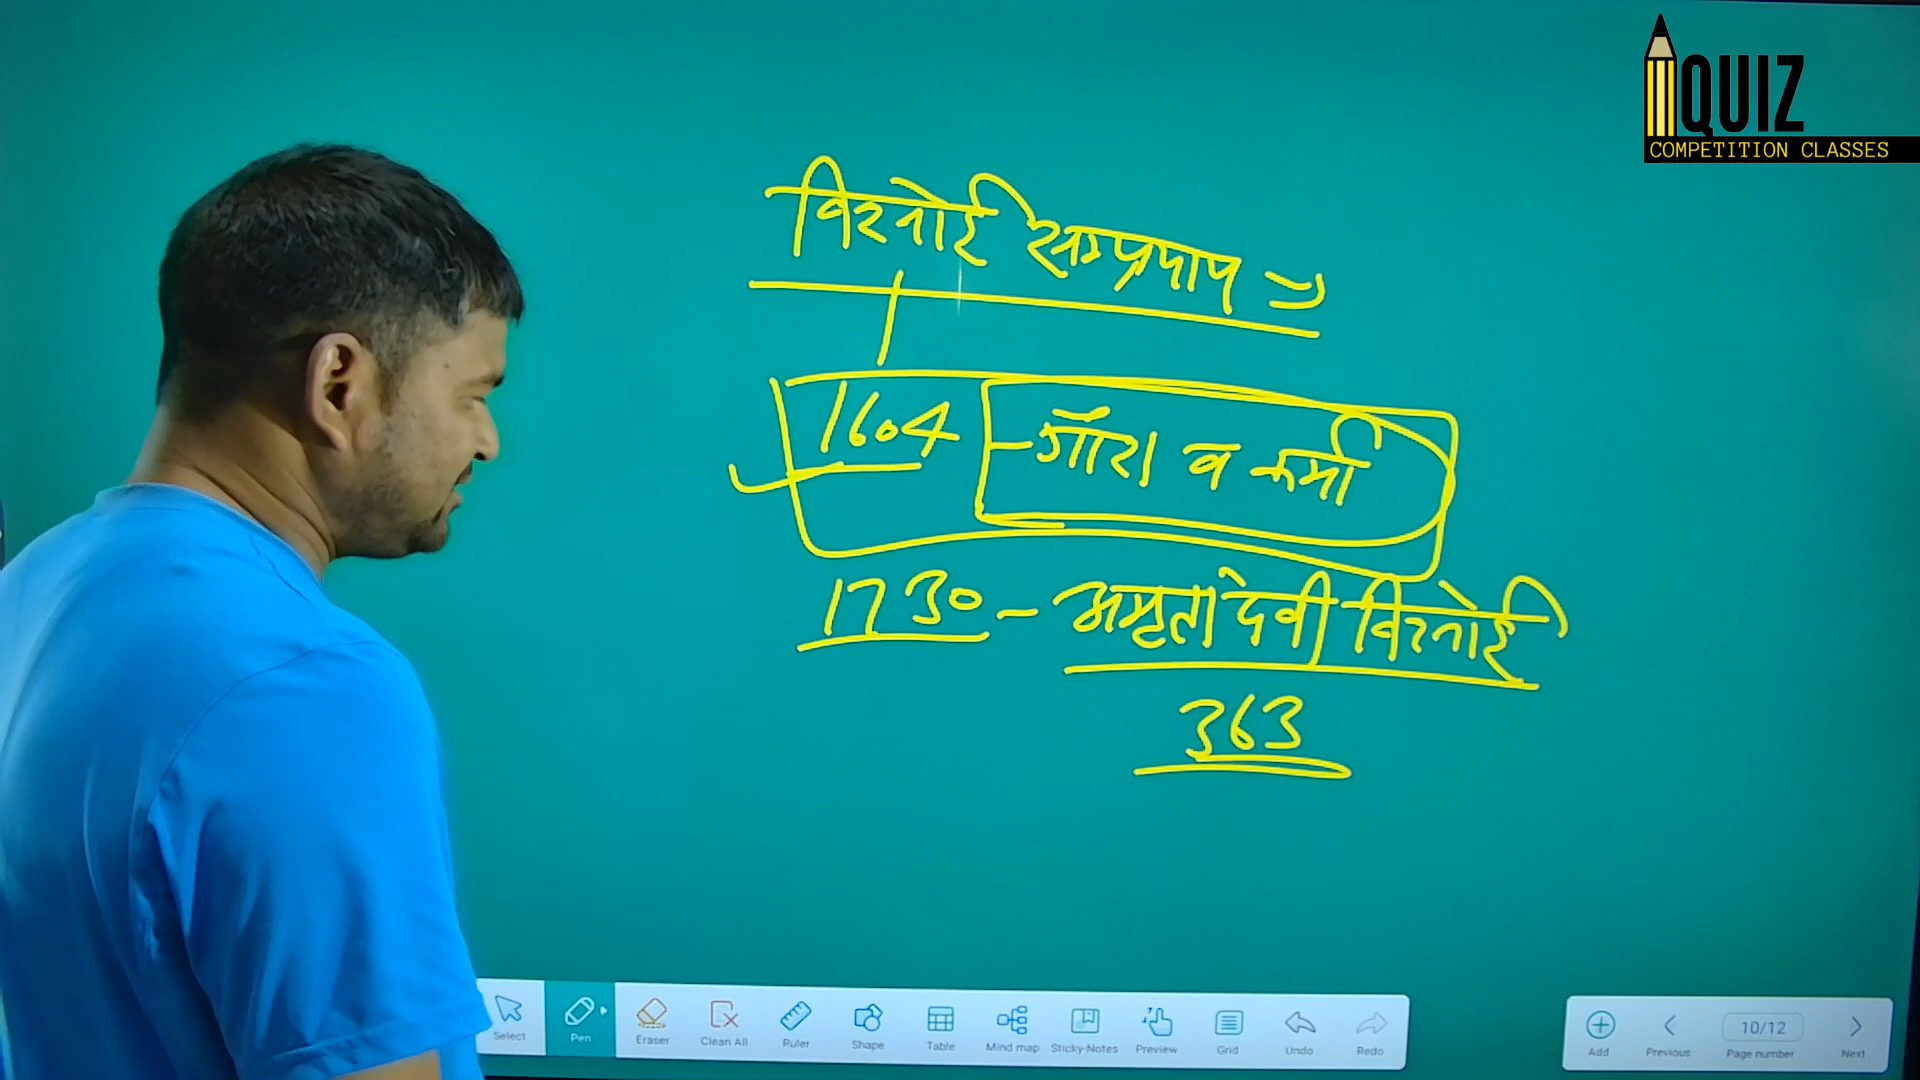 QUIZ
COMPETITION CLASSES
विश्नोई सम्प्रदाय
1604 - गौरा व कर्मा
1730 - अमृता देवी विश्नोई
363
Select Pen Eraser Clean All Ruler Shape Table Mind map Sticky-Notes Preview Grid Undo Redo
Add Previous 10/12 Page number Next